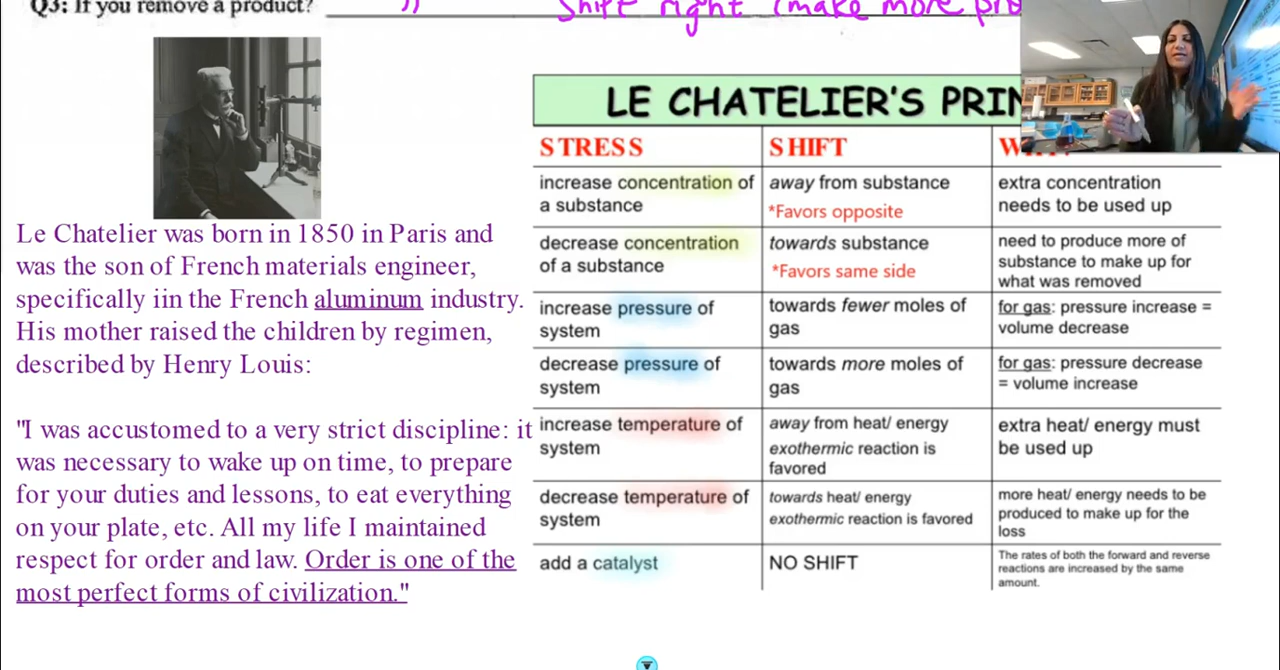 Q3: If you remove a product?
Shift right (make more pro
LE CHATELIER'S PRIN
STRESS SHIFT
increase concentration of a substance
away from substance
*Favors opposite
extra concentration
needs to be used up
decrease concentration
of a substance
towards substance
*Favors same side
need to produce more of
substance to make up for
what was removed
increase pressure of
system
towards fewer moles of
gas
for gas: pressure increase =
volume decrease
decrease pressure of
system
towards more moles of
gas
for gas: pressure decrease
= volume increase
increase temperature of
system
away from heat/ energy
exothermic reaction is
favored
extra heat/ energy must
be used up
decrease temperature of
system
towards heat/ energy
exothermic reaction is favored
more heat/ energy needs to be
produced to make up for the
loss
add a catalyst
NO SHIFT
The rates of both the forward and reverse
reactions are increased by the same
amount.
Le Chatelier was born in 1850 in Paris and
was the son of French materials engineer,
specifically iin the French aluminum industry.
His mother raised the children by regimen,
described by Henry Louis:
"I was accustomed to a very strict discipline: it
was necessary to wake up on time, to prepare
for your duties and lessons, to eat everything
on your plate, etc. All my life I maintained
respect for order and law. Order is one of the
most perfect forms of civilization."